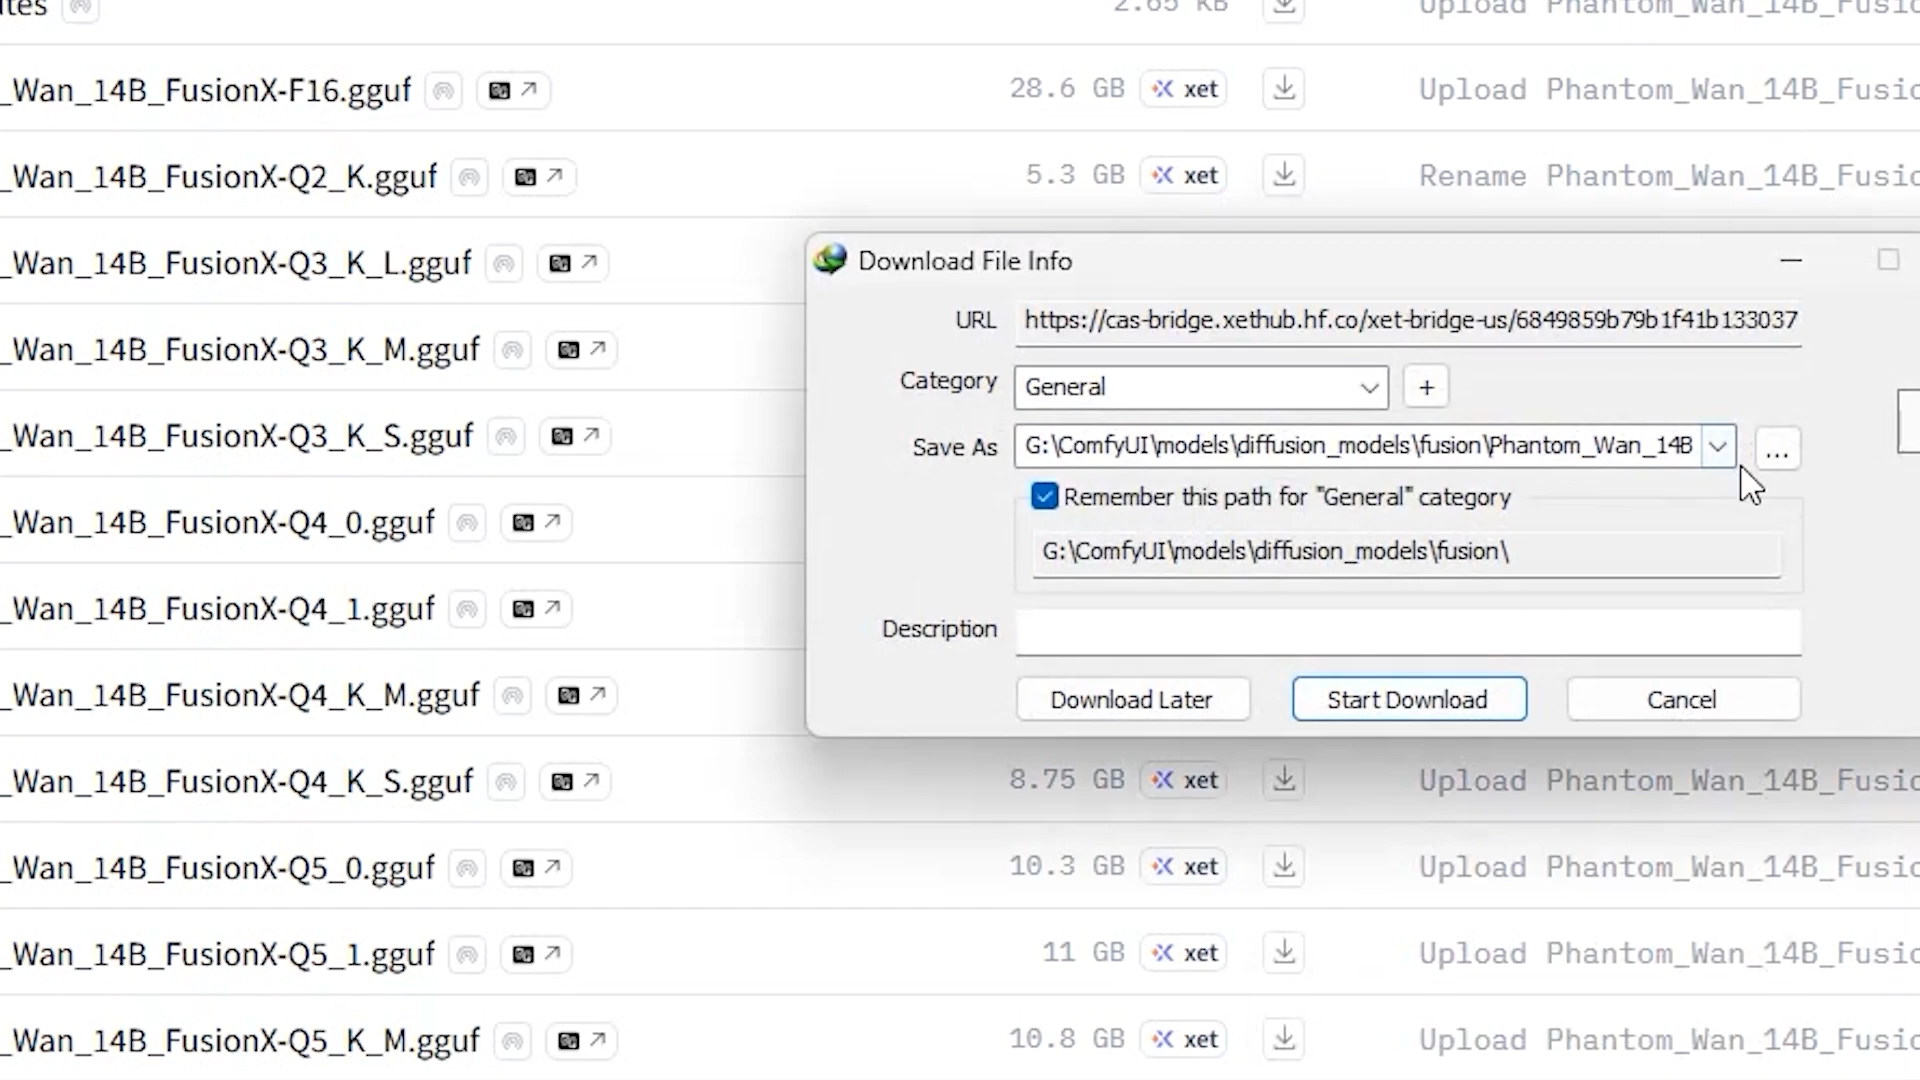 2.65 KB Upload Phantom_Wan_14B_Fusio
_Wan_14B_FusionX-F16.gguf 28.6 GB xet Upload Phantom_Wan_14B_Fusio
_Wan_14B_FusionX-Q2_K.gguf 5.3 GB xet Rename Phantom_Wan_14B_Fusio
_Wan_14B_FusionX-Q3_K_L.gguf
_Wan_14B_FusionX-Q3_K_M.gguf
_Wan_14B_FusionX-Q3_K_S.gguf
_Wan_14B_FusionX-Q4_0.gguf
_Wan_14B_FusionX-Q4_1.gguf
_Wan_14B_FusionX-Q4_K_M.gguf
_Wan_14B_FusionX-Q4_K_S.gguf 8.75 GB xet Upload Phantom_Wan_14B_Fusio
_Wan_14B_FusionX-Q5_0.gguf 10.3 GB xet Upload Phantom_Wan_14B_Fusio
_Wan_14B_FusionX-Q5_1.gguf 11 GB xet Upload Phantom_Wan_14B_Fusio
_Wan_14B_FusionX-Q5_K_M.gguf 10.8 GB xet Upload Phantom_Wan_14B_Fusio
Download File Info
URL https://cas-bridge.xethub.hf.co/xet-bridge-us/6849859b79b1f41b133037
Category General +
Save As G:\ComfyUI\models\diffusion_models\fusion\Phantom_Wan_14B ...
Remember this path for "General" category
G:\ComfyUI\models\diffusion_models\fusion\
Description
Download Later Start Download Cancel